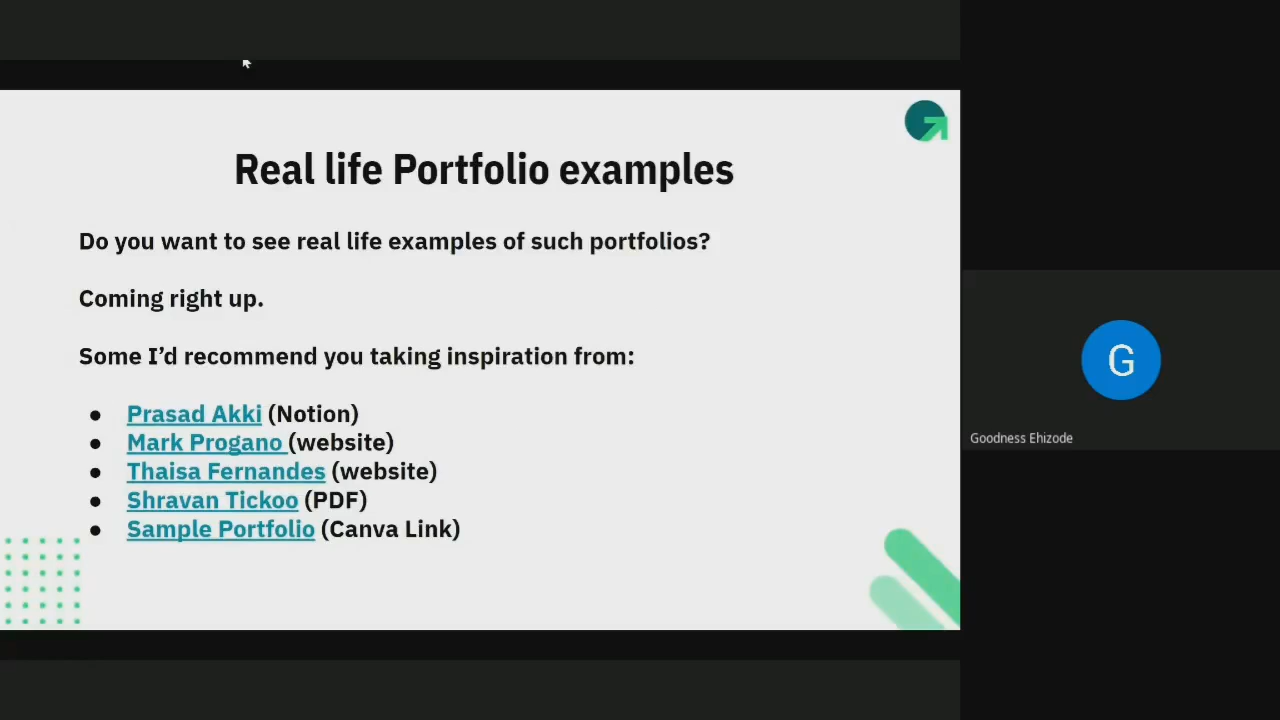 Real life Portfolio examples
Do you want to see real life examples of such portfolios?
Coming right up.
Some I’d recommend you taking inspiration from:
● Prasad Akki (Notion)
● Mark Progano (website)
● Thaisa Fernandes (website)
● Shravan Tickoo (PDF)
● Sample Portfolio (Canva Link)
G
Goodness Ehizode